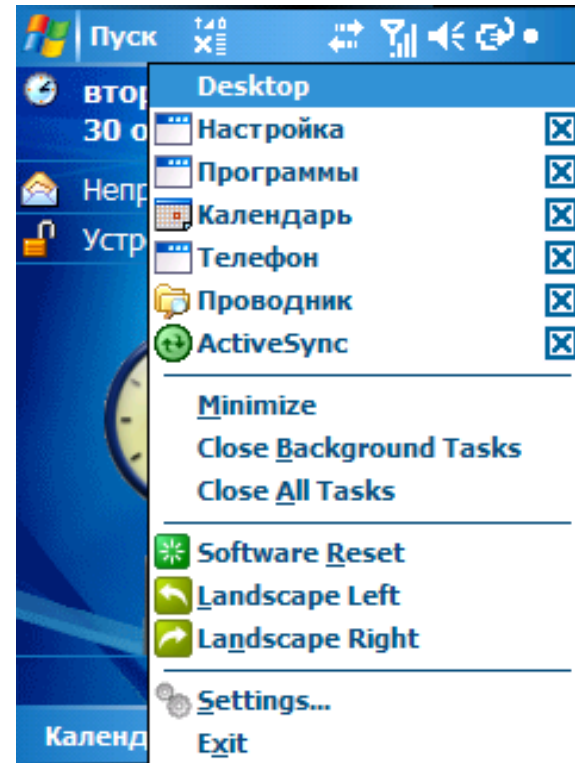 Пуск
Desktop
втор
30 о
Настройка
Программы
Непр
Календарь
Устр
Телефон
Проводник
ActiveSync
Minimize
Close Background Tasks
Close All Tasks
Software Reset
Landscape Left
Landscape Right
Settings...
Календ
Exit